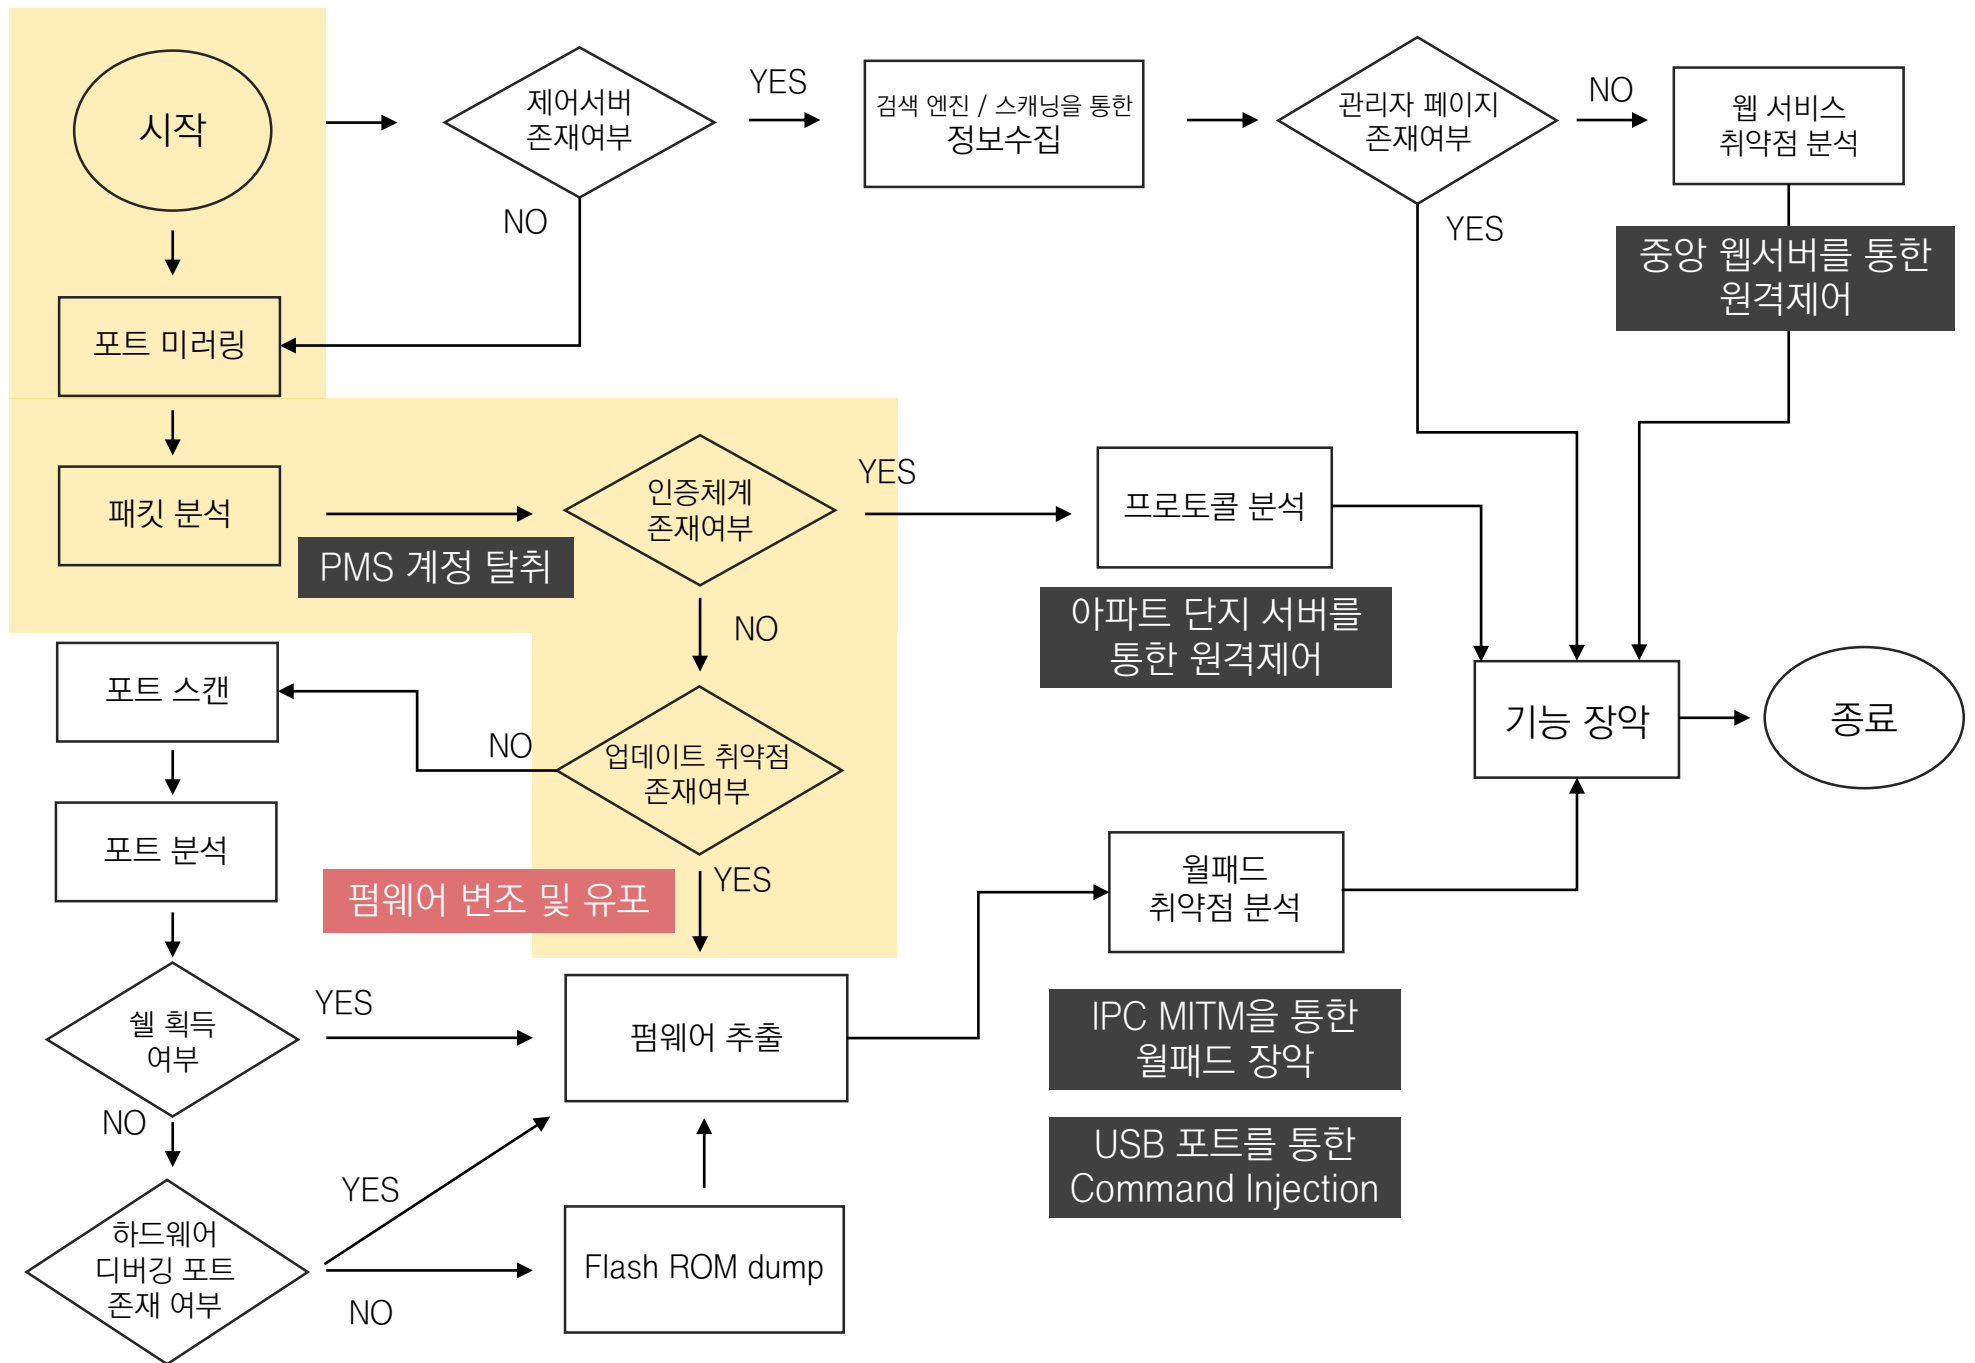 시작
제어서버
존재여부
YES
검색 엔진 / 스캐닝을 통한
정보수집
관리자 페이지
존재여부
NO
웹 서비스
취약점 분석
NO
YES
중앙 웹서버를 통한
원격제어
포트 미러링
패킷 분석
PMS 계정 탈취
인증체계
존재여부
YES
프로토콜 분석
아파트 단지 서버를
통한 원격제어
NO
포트 스캔
NO
업데이트 취약점
존재여부
기능 장악
종료
포트 분석
펌웨어 변조 및 유포
YES
월패드
취약점 분석
쉘 획득
여부
YES
펌웨어 추출
IPC MITM을 통한
월패드 장악
NO
USB 포트를 통한
Command Injection
하드웨어
디버깅 포트
존재 여부
YES
NO
Flash ROM dump